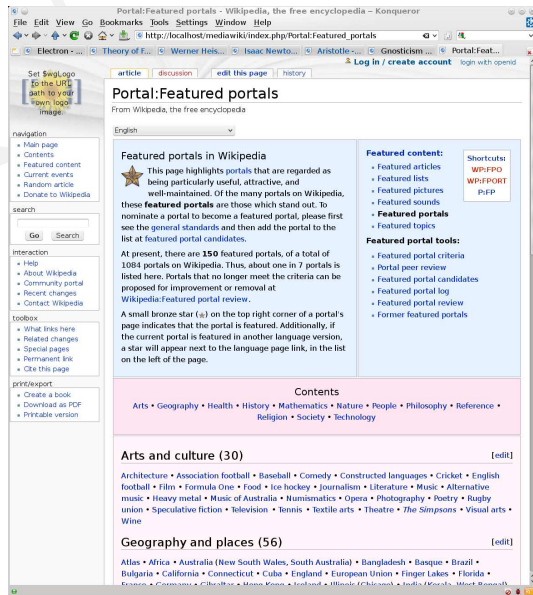 Portal:Featured portals - Wikipedia, the free encyclopedia – Konqueror
File Edit View Go Bookmarks Tools Settings Window Help
http://localhost/mediawiki/index.php/Portal:Featured_portals
Electron - ... Theory of F... Werner Heis... Isaac Newto... Aristotle -... Gnosticism ... Portal:Feat...
Log in / create account login with openid
Set $wgLogo
to the URL
path to your
own logo
image.
article discussion edit this page history
Portal:Featured portals
From Wikipedia, the free encyclopedia
English
navigation
Main page
Contents
Featured content
Current events
Random article
Donate to Wikipedia
search
Go Search
interaction
Help
About Wikipedia
Community portal
Recent changes
Contact Wikipedia
toolbox
What links here
Related changes
Special pages
Permanent link
Cite this page
print/export
Create a book
Download as PDF
Printable version
Featured portals in Wikipedia
This page highlights portals that are regarded as
being particularly useful, attractive, and
well-maintained. Of the many portals on Wikipedia,
these featured portals are those which stand out. To
nominate a portal to become a featured portal, please first
see the general standards and then add the portal to the
list at featured portal candidates.
At present, there are 150 featured portals, of a total of
1084 portals on Wikipedia. Thus, about one in 7 portals is
listed here. Portals that no longer meet the criteria can be
proposed for improvement or removal at
Wikipedia:Featured portal review.
A small bronze star ( ) on the top right corner of a portal's
page indicates that the portal is featured. Additionally, if
the current portal is featured in another language version,
a star will appear next to the language page link, in the list
on the left of the page.
Featured content:
Featured articles
Featured lists
Featured pictures
Featured sounds
Featured portals
Featured topics
Featured portal tools:
Featured portal criteria
Portal peer review
Featured portal candidates
Featured portal log
Featured portal review
Former featured portals
Shortcuts:
WP:FPO
WP:FPORT
P:FP
Contents
Arts • Geography • Health • History • Mathematics • Nature • People • Philosophy • Reference •
Religion • Society • Technology
Arts and culture (30) [edit]
Architecture • Association football • Baseball • Comedy • Constructed languages • Cricket • English
football • Film • Formula One • Food • Ice hockey • Journalism • Literature • Music • Alternative
music • Heavy metal • Music of Australia • Numismatics • Opera • Photography • Poetry • Rugby
union • Speculative fiction • Television • Tennis • Textile arts • Theatre • The Simpsons • Visual arts •
Wine
Geography and places (56) [edit]
Atlas • Africa • Australia (New South Wales, South Australia) • Bangladesh • Basque • Brazil •
Bulgaria • California • Connecticut • Cuba • England • European Union • Finger Lakes • Florida •
France • Germany • Gibraltar • Hong Kong • Iceland • Illinois (Chicago) • India (Kerala, West Bengal)